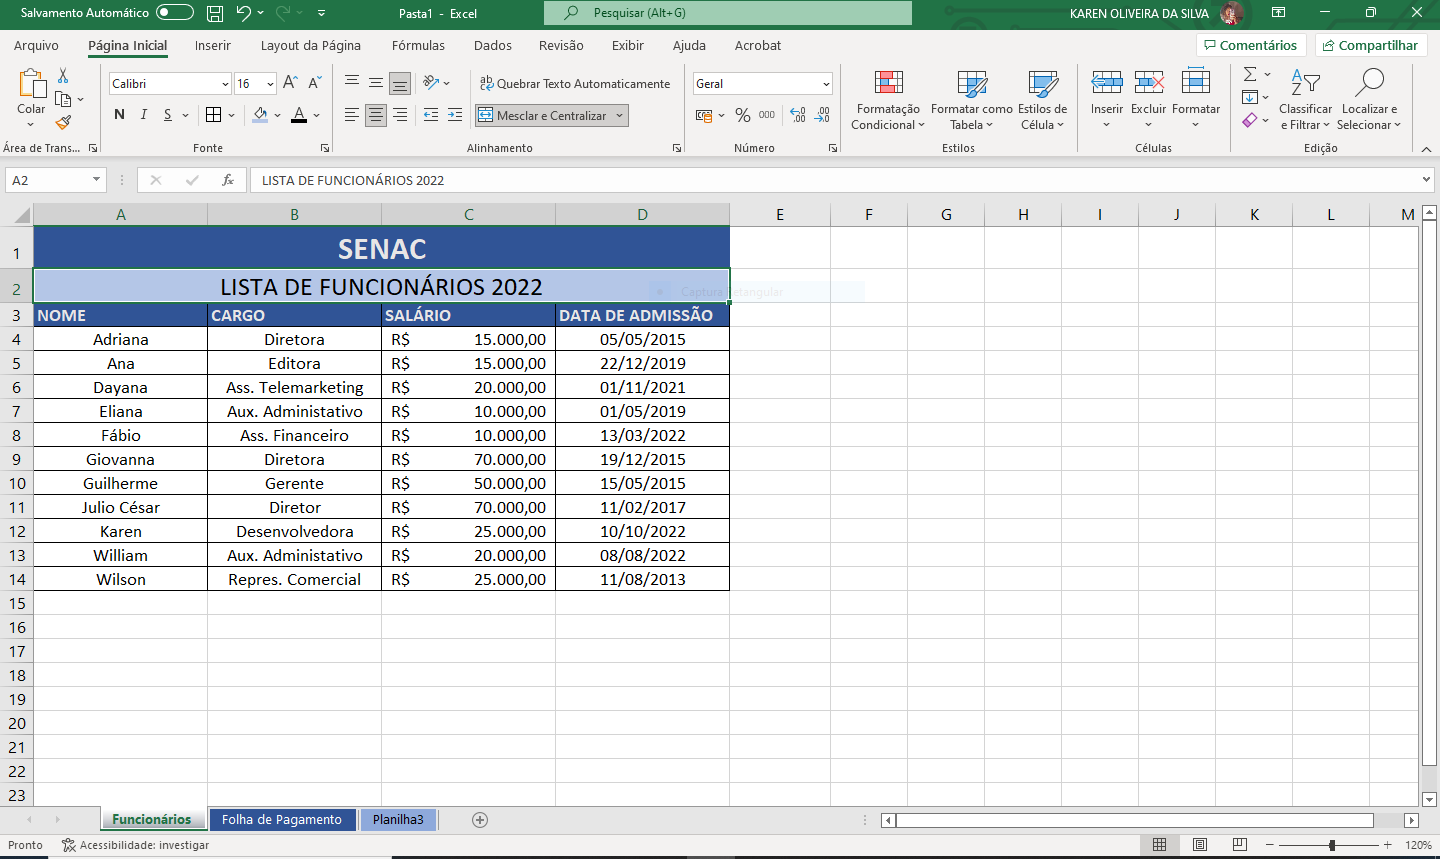 Salvamento Automático
Pasta1 - Excel
Pesquisar (Alt+G)
KAREN OLIVEIRA DA SILVA
Arquivo Página Inicial Inserir Layout da Página Fórmulas Dados Revisão Exibir Ajuda Acrobat
Comentários Compartilhar
Colar
Área de Trans...
Calibri 16
N I S
A
Fonte
Quebrar Texto Automaticamente
Mesclar e Centralizar
Alinhamento
Geral
% 000
Número
Formatação Condicional
Formatar como Tabela
Estilos de Célula
Estilos
Inserir Excluir Formatar
Células
Classificar e Filtrar
Localizar e Selecionar
Edição
A2 fx LISTA DE FUNCIONÁRIOS 2022
A B C D E F G H I J K L M
1 SENAC
2 LISTA DE FUNCIONÁRIOS 2022
Captura Retangular
3 NOME CARGO SALÁRIO DATA DE ADMISSÃO
4 Adriana Diretora R$ 15.000,00 05/05/2015
5 Ana Editora R$ 15.000,00 22/12/2019
6 Dayana Ass. Telemarketing R$ 20.000,00 01/11/2021
7 Eliana Aux. Administativo R$ 10.000,00 01/05/2019
8 Fábio Ass. Financeiro R$ 10.000,00 13/03/2022
9 Giovanna Diretora R$ 70.000,00 19/12/2015
10 Guilherme Gerente R$ 50.000,00 15/05/2015
11 Julio César Diretor R$ 70.000,00 11/02/2017
12 Karen Desenvolvedora R$ 25.000,00 10/10/2022
13 William Aux. Administativo R$ 20.000,00 08/08/2022
14 Wilson Repres. Comercial R$ 25.000,00 11/08/2013
15
16
17
18
19
20
21
22
23
Funcionários Folha de Pagamento Planilha3
Pronto Acessibilidade: investigar 120%